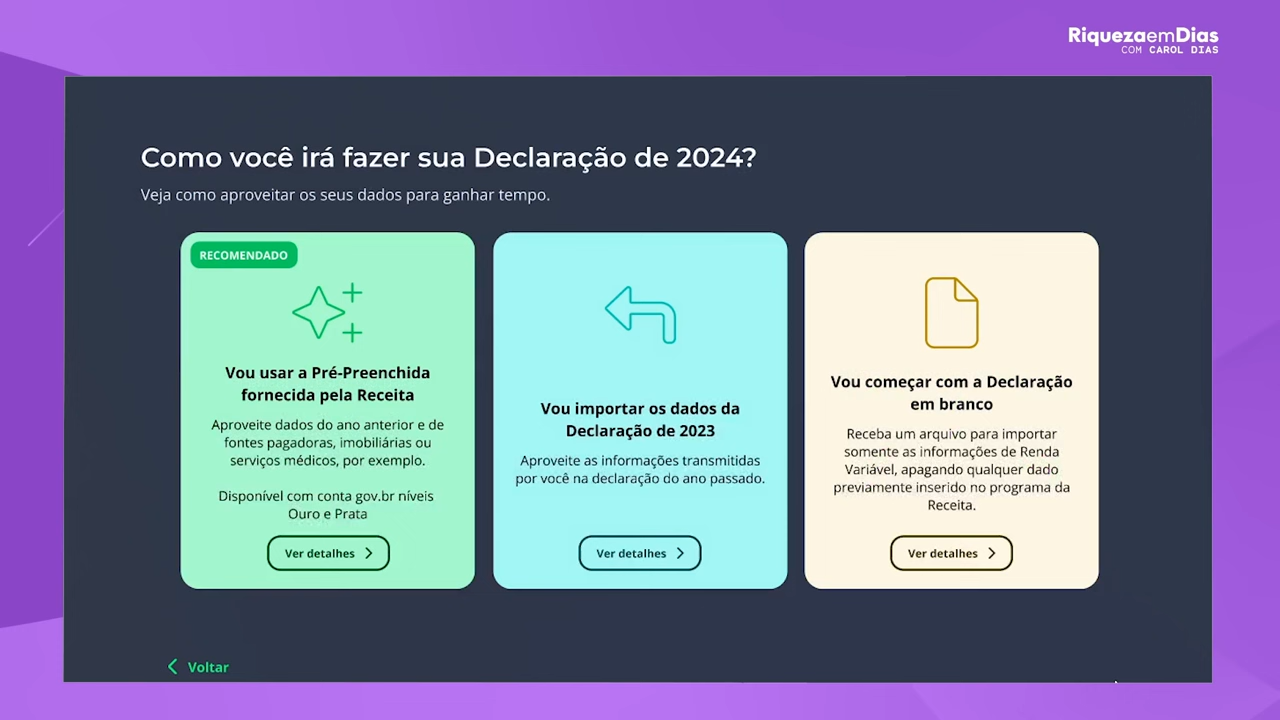 RiquezaemDias
COM CAROL DIAS
Como você irá fazer sua Declaração de 2024?
Veja como aproveitar os seus dados para ganhar tempo.
RECOMENDADO
Vou usar a Pré-Preenchida
fornecida pela Receita
Aproveite dados do ano anterior e de
fontes pagadoras, imobiliárias ou
serviços médicos, por exemplo.
Disponível com conta gov.br níveis
Ouro e Prata
Ver detalhes
Vou importar os dados da
Declaração de 2023
Aproveite as informações transmitidas
por você na declaração do ano passado.
Ver detalhes
Vou começar com a Declaração
em branco
Receba um arquivo para importar
somente as informações de Renda
Variável, apagando qualquer dado
previamente inserido no programa da
Receita.
Ver detalhes
Voltar